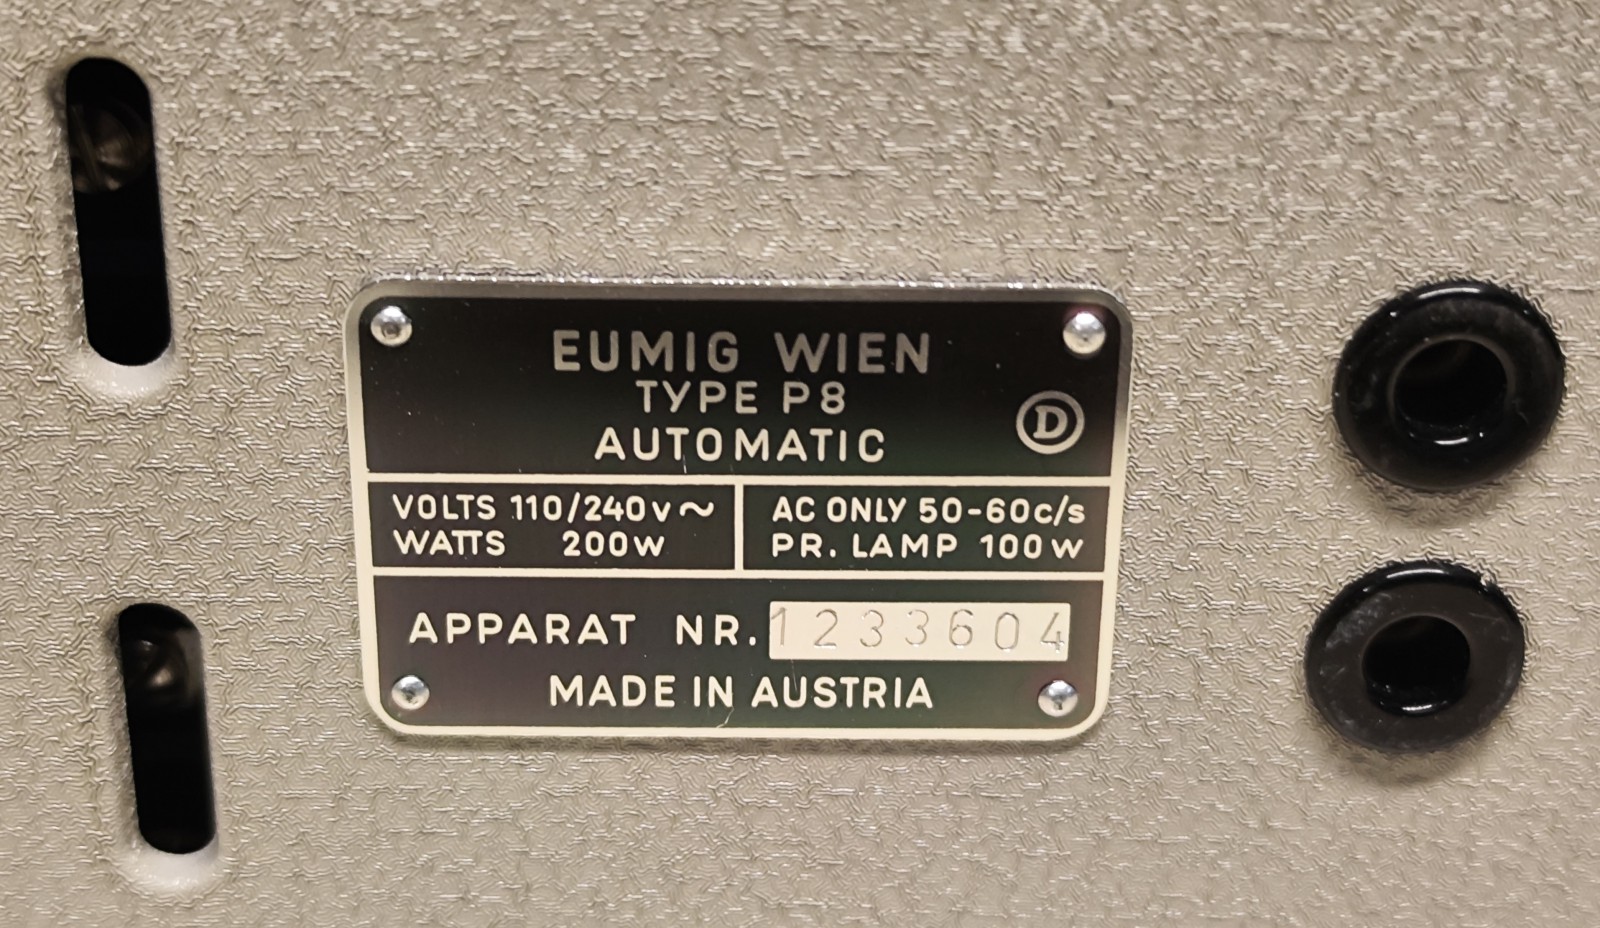 EUMIG WIEN
TYPE P8
AUTOMATIC
D
VOLTS 110/240v~
WATTS 200W
AC ONLY 50-60c/s
PR. LAMP 100W
APPARAT NR. 1233604
MADE IN AUSTRIA